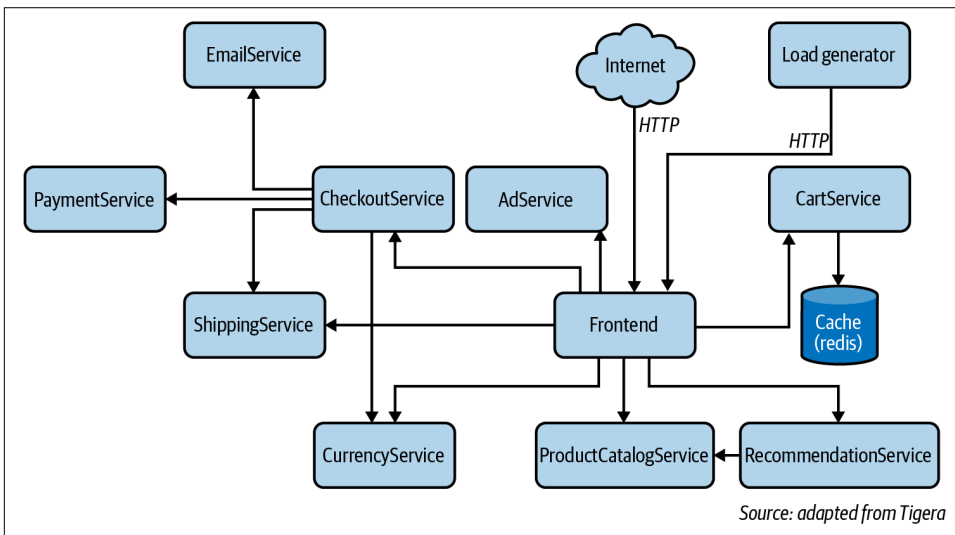 EmailService
Internet
Load generator
HTTP
HTTP
PaymentService
CheckoutService
AdService
CartService
ShippingService
Frontend
Cache
(redis)
CurrencyService
ProductCatalogService
RecommendationService
Source: adapted from Tigera